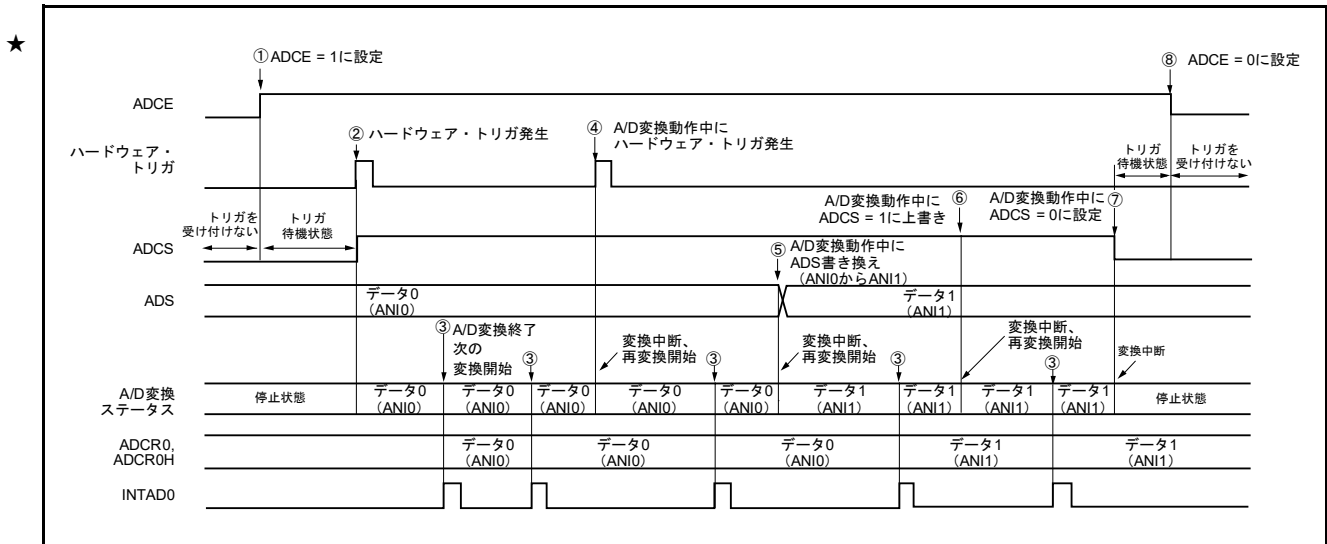 ★
①ADCE = 1に設定
⑧ ADCE = 0に設定
ADCE
② ハードウェア・トリガ発生
④ A/D変換動作中に
ハードウェア・トリガ発生
ハードウェア・
トリガ
トリガ
待機状態
トリガを
受け付けない
トリガを
受け付けない
トリガ
待機状態
A/D変換動作中に ⑥
ADCS = 1に上書き
A/D変換動作中に ⑦
ADCS = 0に設定
ADCS
⑤ A/D変換動作中に
ADS書き換え
（ANI0からANI1）
ADS
データ0
（ANI0）
データ1
（ANI1）
③ A/D変換終了
次の
変換開始
③
変換中断、
再変換開始
③
変換中断、
再変換開始
③
変換中断、
再変換開始
③
変換中断
A/D変換
ステータス
停止状態
データ0
（ANI0）
データ0
（ANI0）
データ0
（ANI0）
データ0
（ANI0）
データ0
（ANI0）
データ1
（ANI1）
データ1
（ANI1）
データ1
（ANI1）
データ1
（ANI1）
停止状態
ADCR0,
ADCR0H
データ0
（ANI0）
データ0
（ANI0）
データ0
（ANI0）
データ1
（ANI1）
データ1
（ANI1）
INTAD0